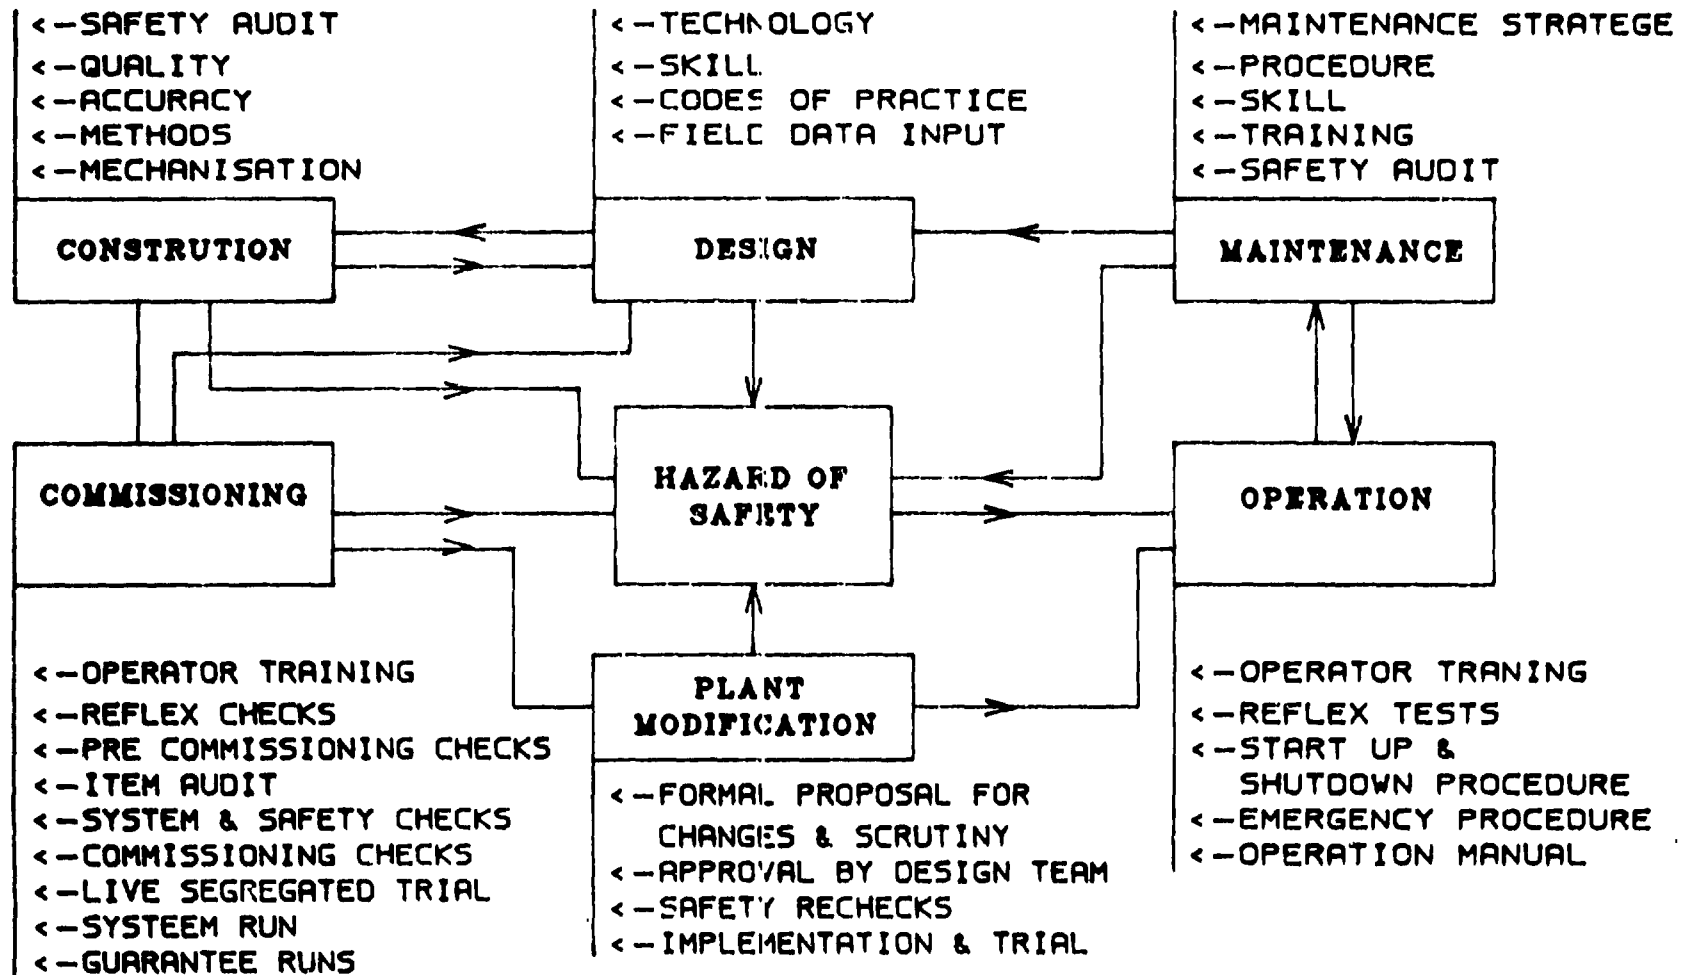 <-SAFETY AUDIT
<-QUALITY
<-ACCURACY
<-METHODS
<-MECHANISATION
CONSTRUTION
<-TECHNOLOGY
<-SKILL
<-CODES OF PRACTICE
<-FIELD DATA INPUT
DESIGN
<-MAINTENANCE STRATEGE
<-PROCEDURE
<-SKILL
<-TRAINING
<-SAFETY AUDIT
MAINTENANCE
COMMISSIONING
HAZARD OF
SAFETY
OPERATION
<-OPERATOR TRAINING
<-REFLEX CHECKS
<-PRE COMMISSIONING CHECKS
<-ITEM AUDIT
<-SYSTEM & SAFETY CHECKS
<-COMMISSIONING CHECKS
<-LIVE SEGREGATED TRIAL
<-SYSTEEM RUN
<-GUARANTEE RUNS
PLANT
MODIFICATION
<-FORMAL PROPOSAL FOR
CHANGES & SCRUTINY
<-APPROVAL BY DESIGN TEAM
<-SAFETY RECHECKS
<-IMPLEMENTATION & TRIAL
<-OPERATOR TRANING
<-REFLEX TESTS
<-START UP &
SHUTDOWN PROCEDURE
<-EMERGENCY PROCEDURE
<-OPERATION MANUAL